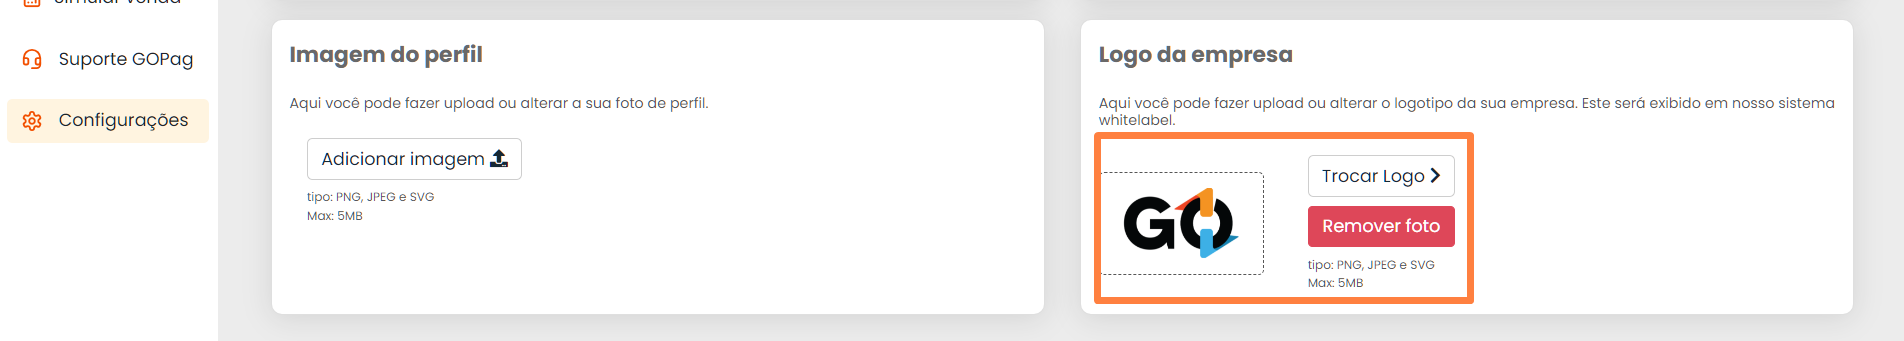 Suporte GOPag
Configurações
Imagem do perfil
Aqui você pode fazer upload ou alterar a sua foto de perfil.
Adicionar imagem
tipo: PNG, JPEG e SVG
Max: 5MB
Logo da empresa
Aqui você pode fazer upload ou alterar o logotipo da sua empresa. Este será exibido em nosso sistema
whitelabel.
GO
Trocar Logo
Remover foto
tipo: PNG, JPEG e SVG
Max: 5MB